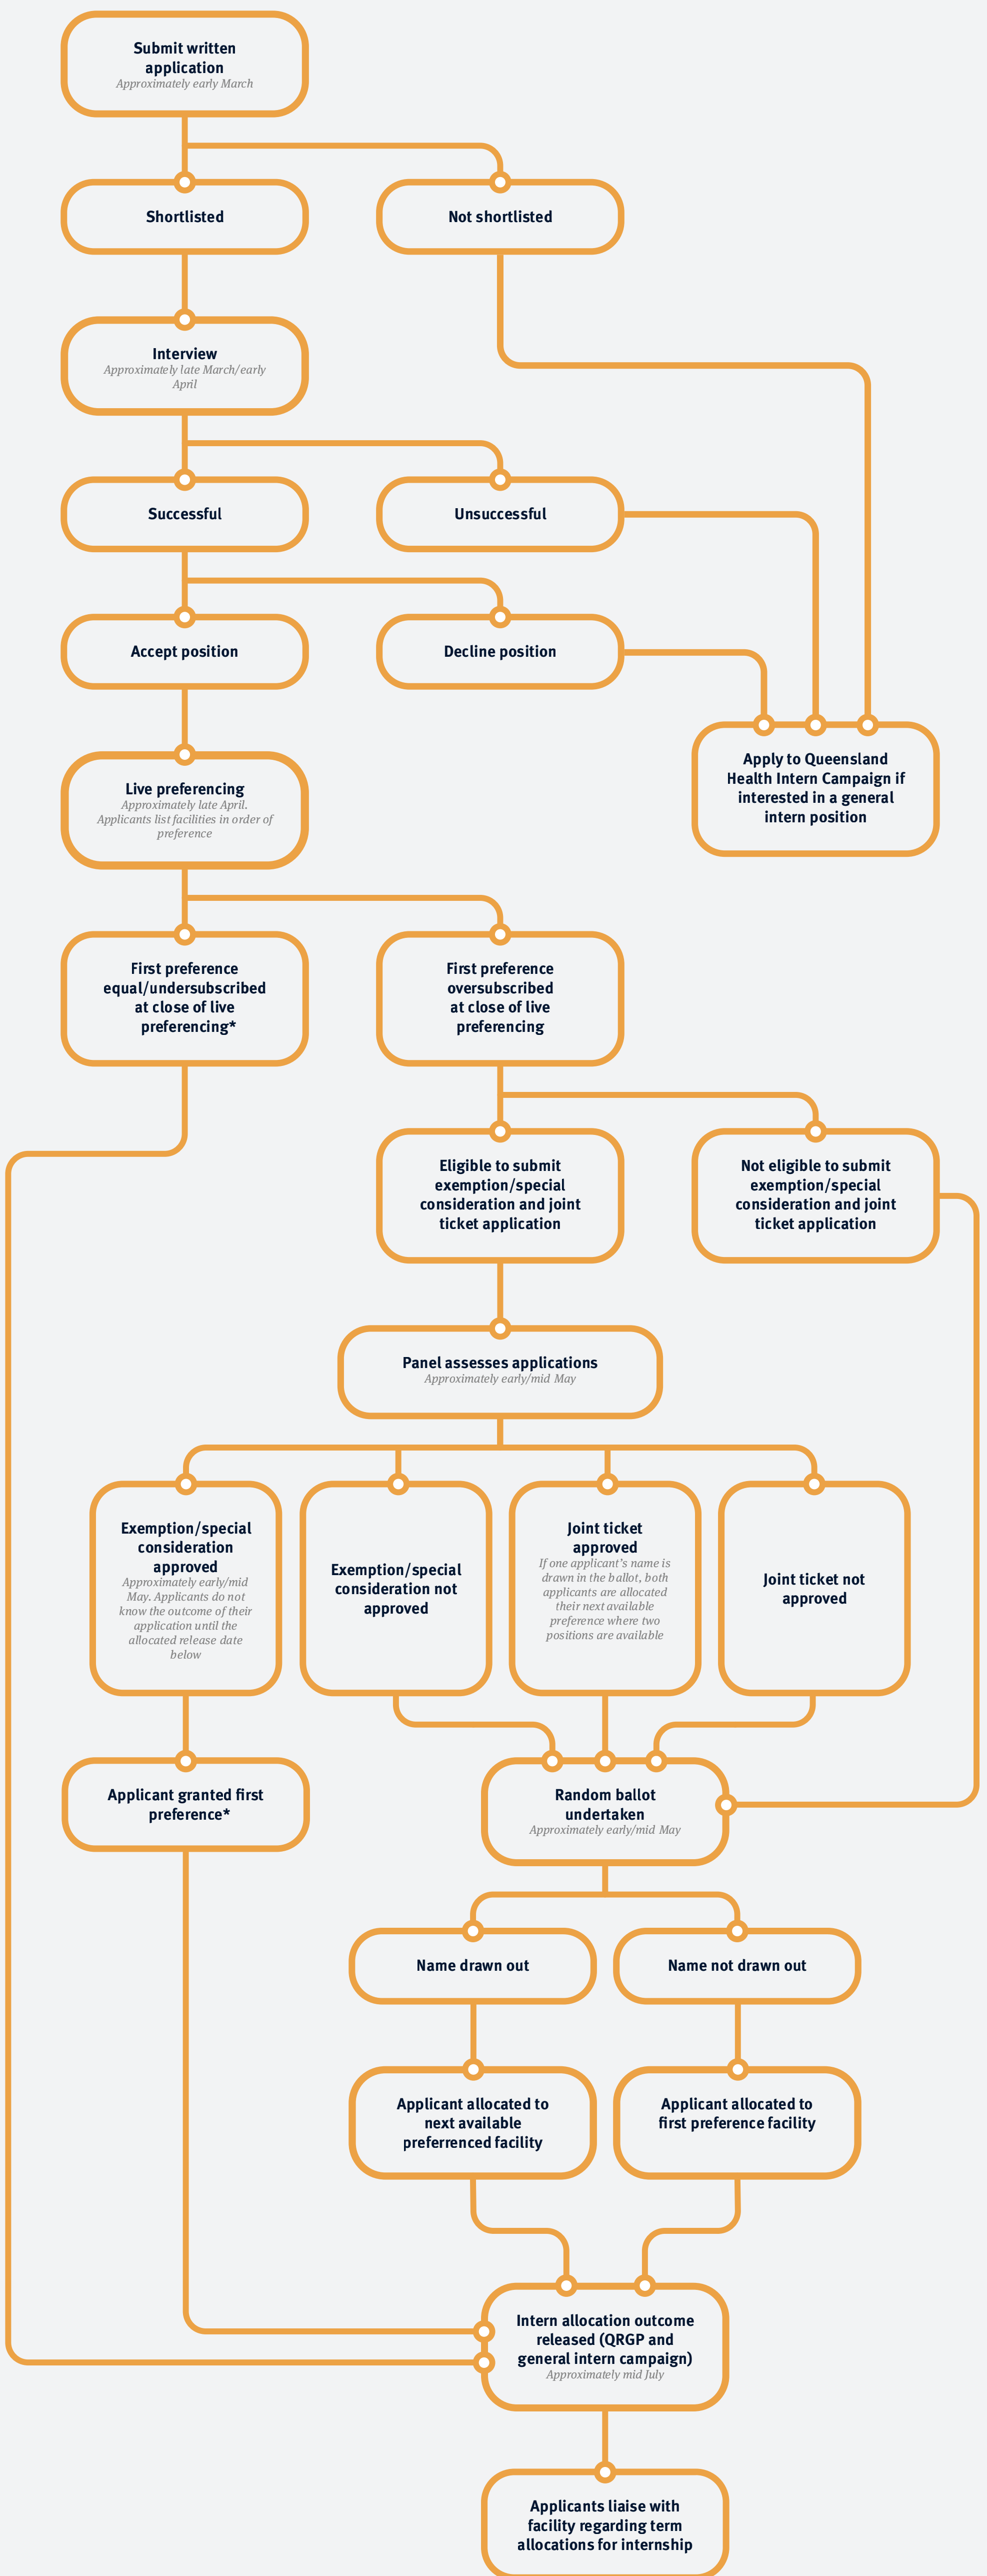 Submit written
application
Approximately early March
Shortlisted
Not shortlisted
Interview
Approximately late March/early
April
Successful
Unsuccessful
Accept position
Decline position
Apply to Queensland
Health Intern Campaign if
interested in a general
intern position
Live preferencing
Approximately late April.
Applicants list facilities in order of
preference
First preference
equal/undersubscribed
at close of live
preferencing*
First preference
oversubscribed
at close of live
preferencing
Eligible to submit
exemption/special
consideration and joint
ticket application
Not eligible to submit
exemption/special
consideration and joint
ticket application
Panel assesses applications
Approximately early/mid May
Exemption/special
consideration
approved
Approximately early/mid
May. Applicants do not
know the outcome of their
application until the
allocated release date
below
Exemption/special
consideration not
approved
Joint ticket
approved
If one applicant's name is
drawn in the ballot, both
applicants are allocated
their next available
preference where two
positions are available
Joint ticket not
approved
Applicant granted first
preference*
Random ballot
undertaken
Approximately early/mid May
Name drawn out
Name not drawn out
Applicant allocated to
next available
preferrenced facility
Applicant allocated to
first preference facility
Intern allocation outcome
released (QRGP and
general intern campaign)
Approximately mid July
Applicants liaise with
facility regarding term
allocations for internship